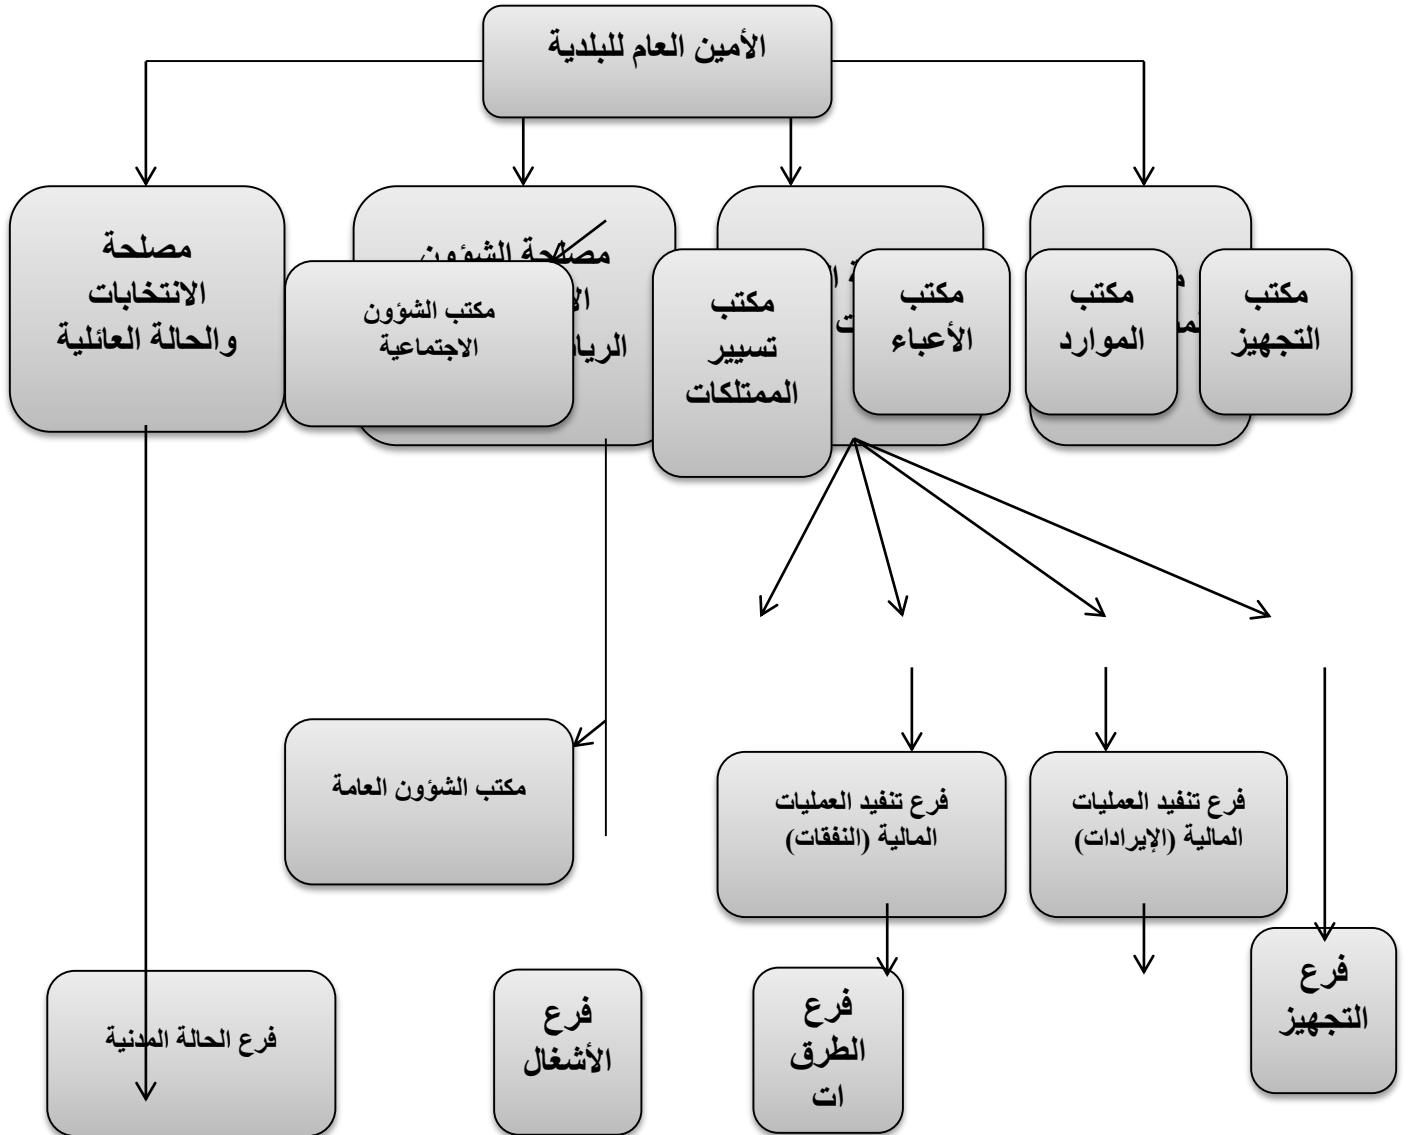 الأمين العام للبلدية
مصلحة
الانتخابات
والحالة العائلية
مصلحة الشؤون
مكتب الشؤون
الاجتماعية
مكتب
تسيير
الممتلكات
مكتب
الأعباء
مكتب
الموارد
مكتب
التجهيز
مكتب الشؤون العامة
فرع تنفيد العمليات
المالية (النفقات)
فرع تنفيد العمليات
المالية (الإيرادات)
فرع
التجهيز
فرع الحالة المدنية
فرع
الأشغال
فرع
الطرق
ات